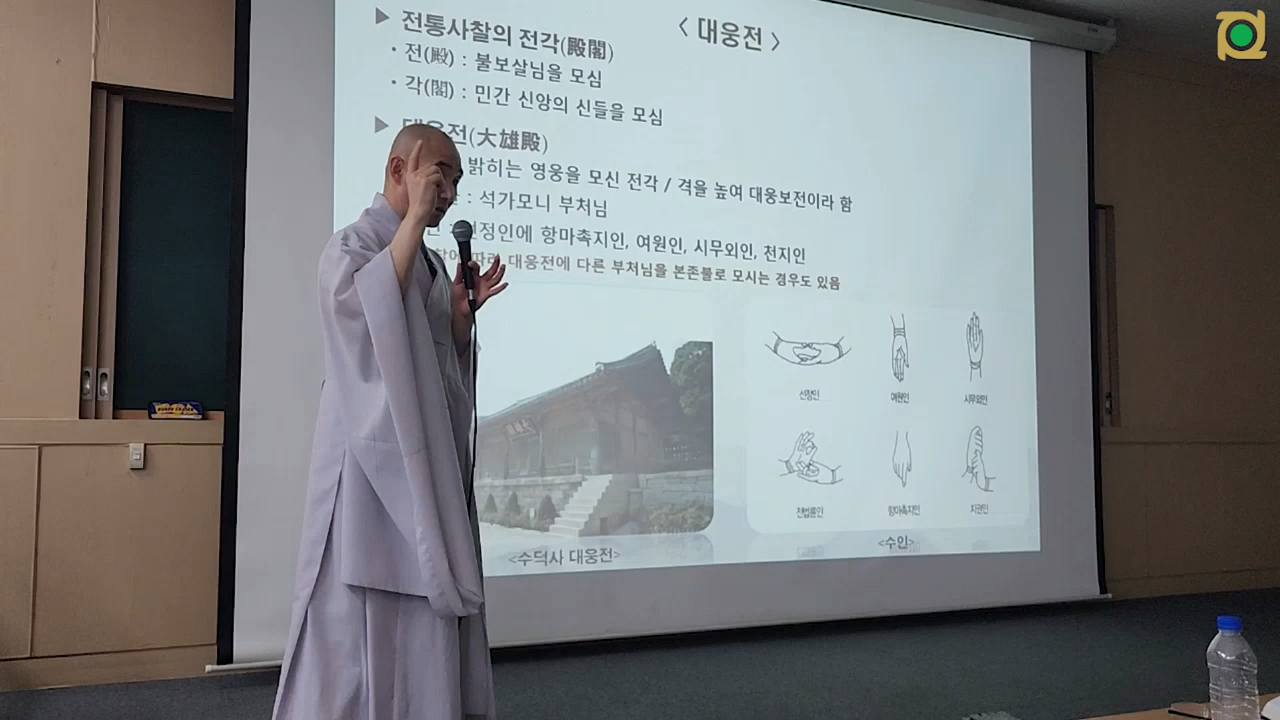 < 대웅전 >
▶ 전통사찰의 전각(殿閣)
• 전(殿) : 불보살님을 모심
• 각(閣) : 민간 신앙의 신들을 모심
▶ 대웅전(大雄殿)
밝히는 영웅을 모신 전각 / 격을 높여 대웅보전이라 함
: 석가모니 부처님
선정인에 항마촉지인, 여원인, 시무외인, 천지인
따라 대웅전에 다른 부처님을 본존불로 모시는 경우도 있음
선정인 여원인 시무외인
전법륜인 항마촉지인 지권인
<수인>
<수덕사 대웅전>